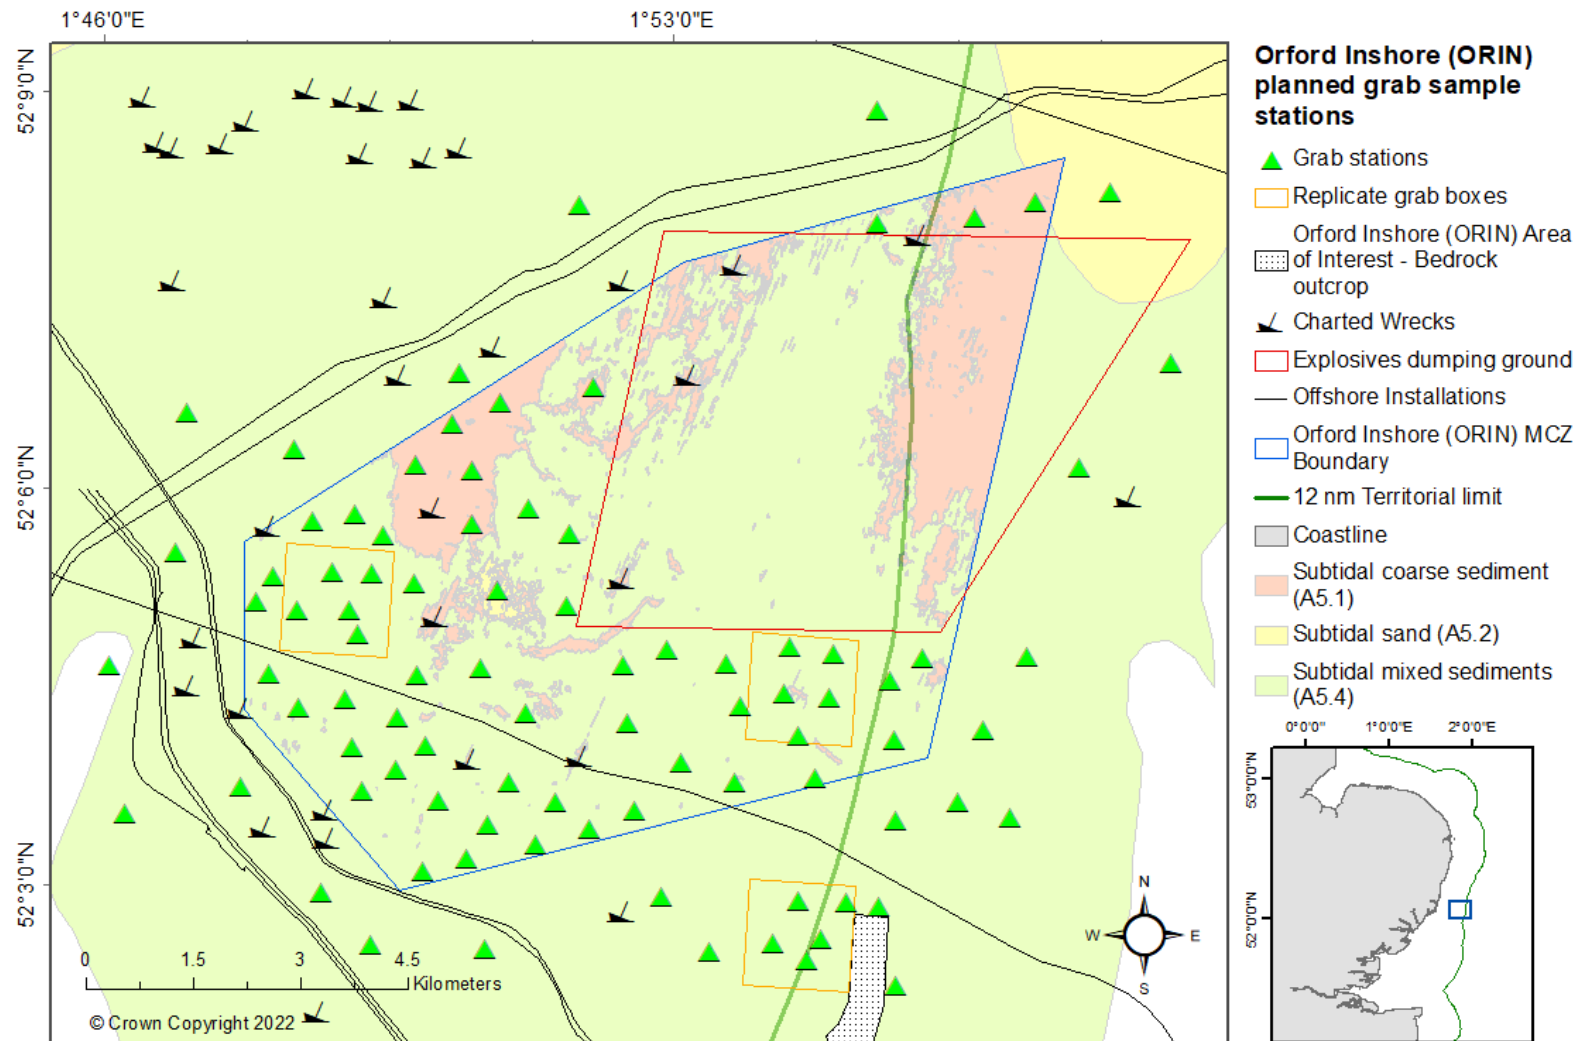 1°46'0"E
1°53'0"E
52°9'0"N
52°6'0"N
52°3'0"N
0
1.5
3
4.5
Kilometers
© Crown Copyright 2022
N
W
E
S
Orford Inshore (ORIN)
planned grab sample
stations
Grab stations
Replicate grab boxes
Orford Inshore (ORIN) Area
of Interest - Bedrock
outcrop
Charted Wrecks
Explosives dumping ground
Offshore Installations
Orford Inshore (ORIN) MCZ
Boundary
12 nm Territorial limit
Coastline
Subtidal coarse sediment
(A5.1)
Subtidal sand (A5.2)
Subtidal mixed sediments
(A5.4)
0°0'0"
1°0'0"E
2°0'0"E
53°0'0"N
52°0'0"N